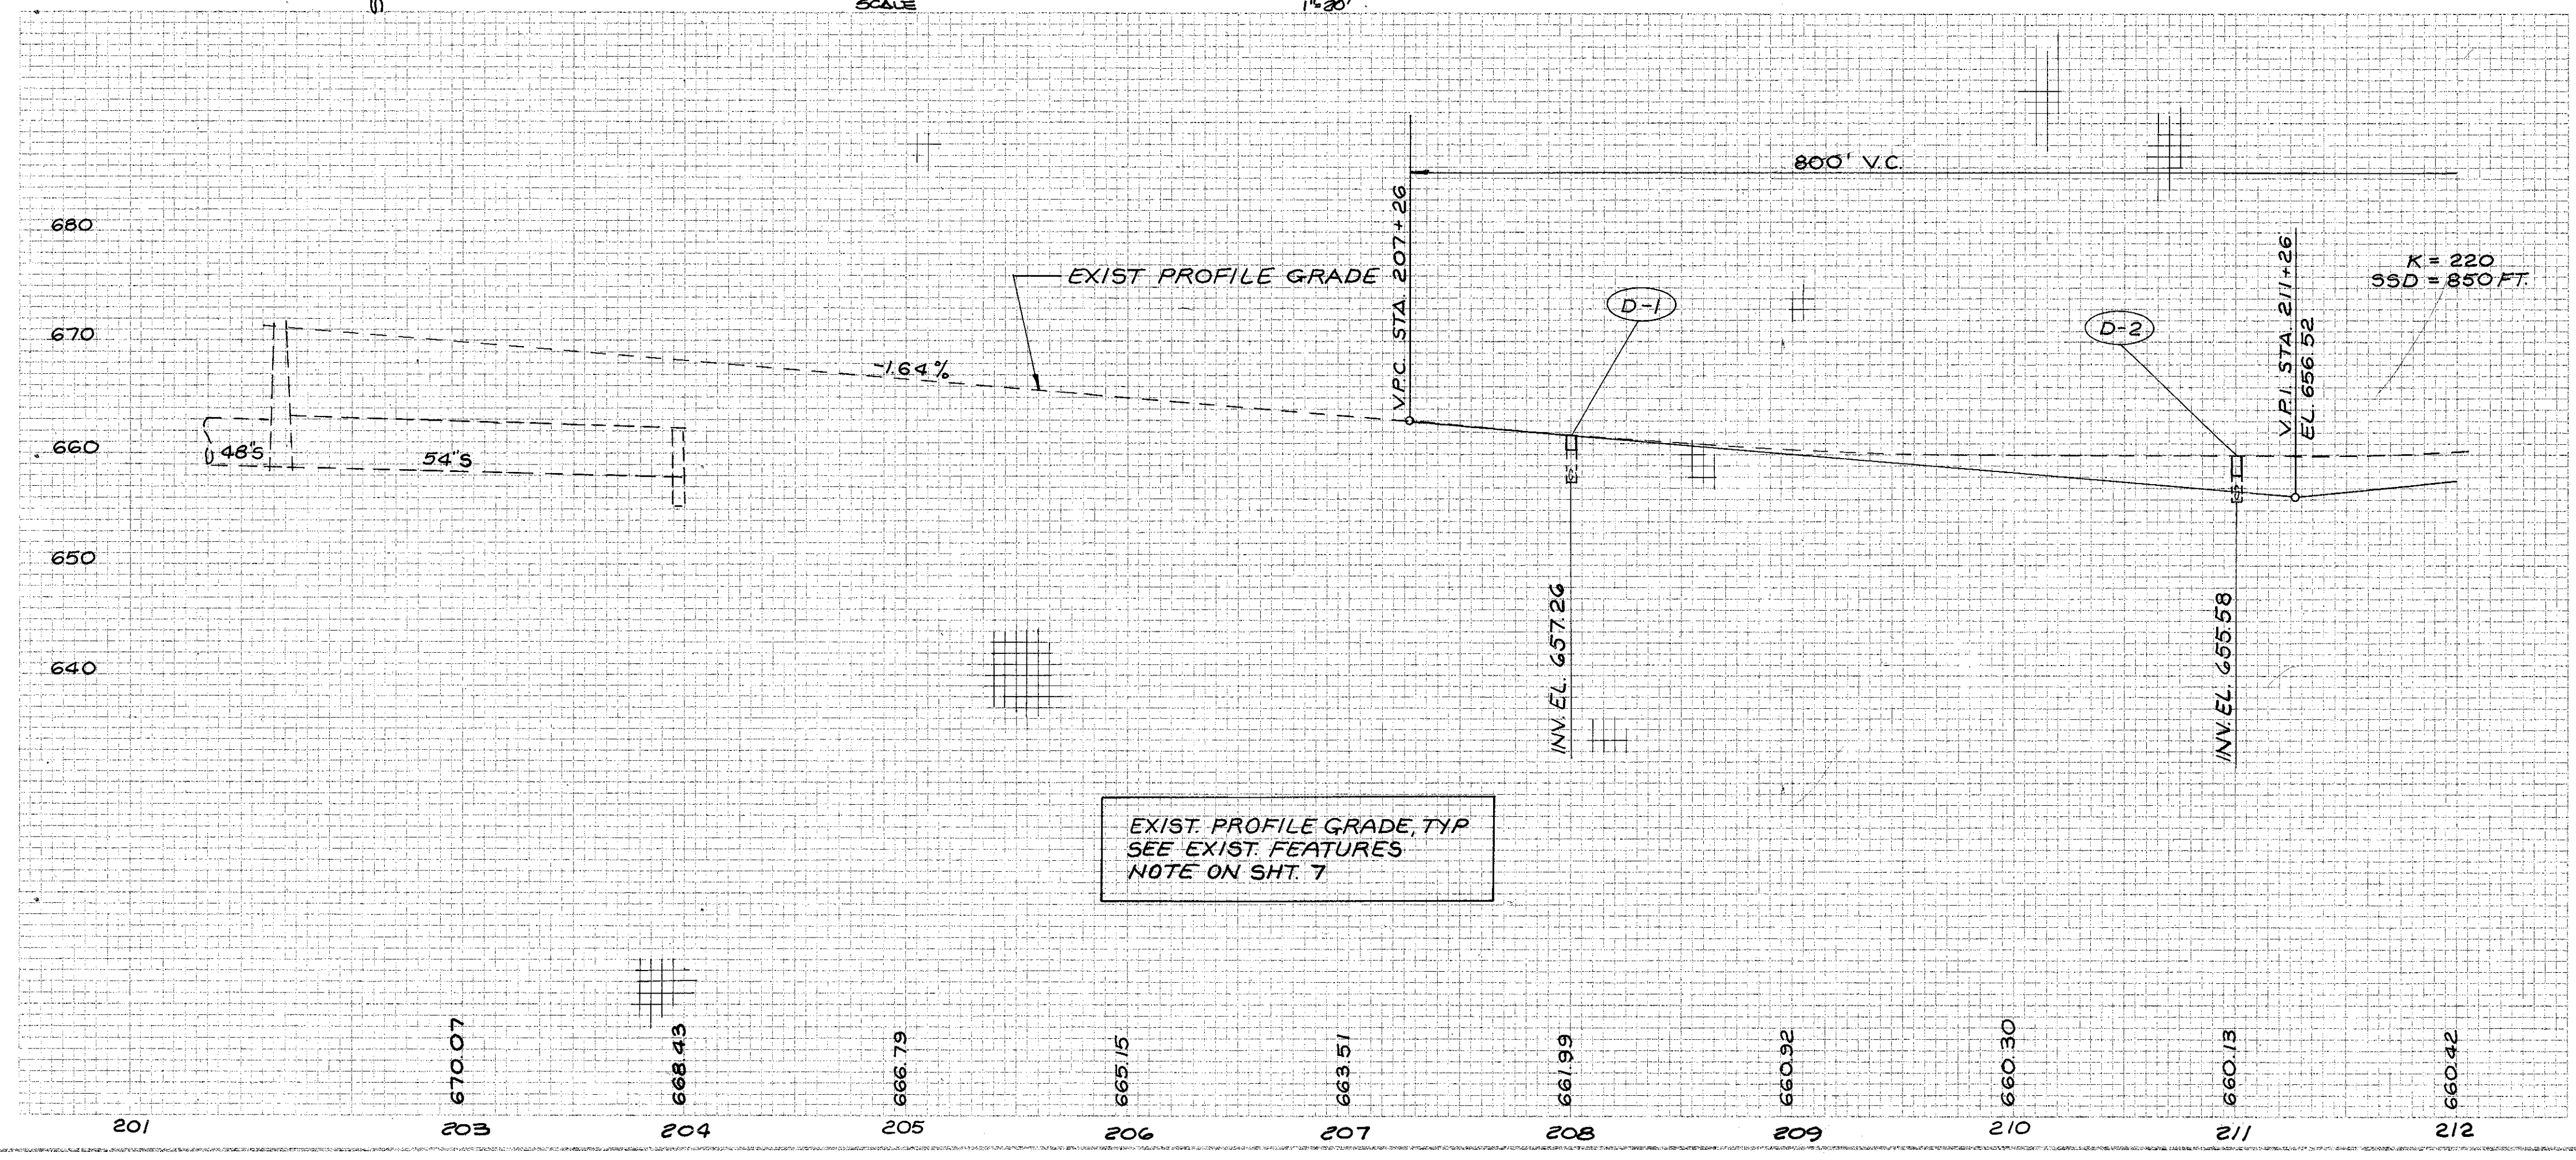 SCALE 1"=20'
800' V.C.
680
V.P.C. STA. 207+26
EXIST PROFILE GRADE
D-1
K = 220
SSD = 850 FT.
V.P.I. STA. 211+26
EL. 656 52
D-2
670
-1.64%
660
48"S
54"S
650
INV. EL. 657.26
INV. EL. 655.58
640
EXIST. PROFILE GRADE, TYP
SEE EXIST. FEATURES
NOTE ON SHT. 7
670.07 668.43 666.79 665.15 663.51 661.99 660.92 660.30 660.13 660.42
201 203 204 205 206 207 208 209 210 211 212